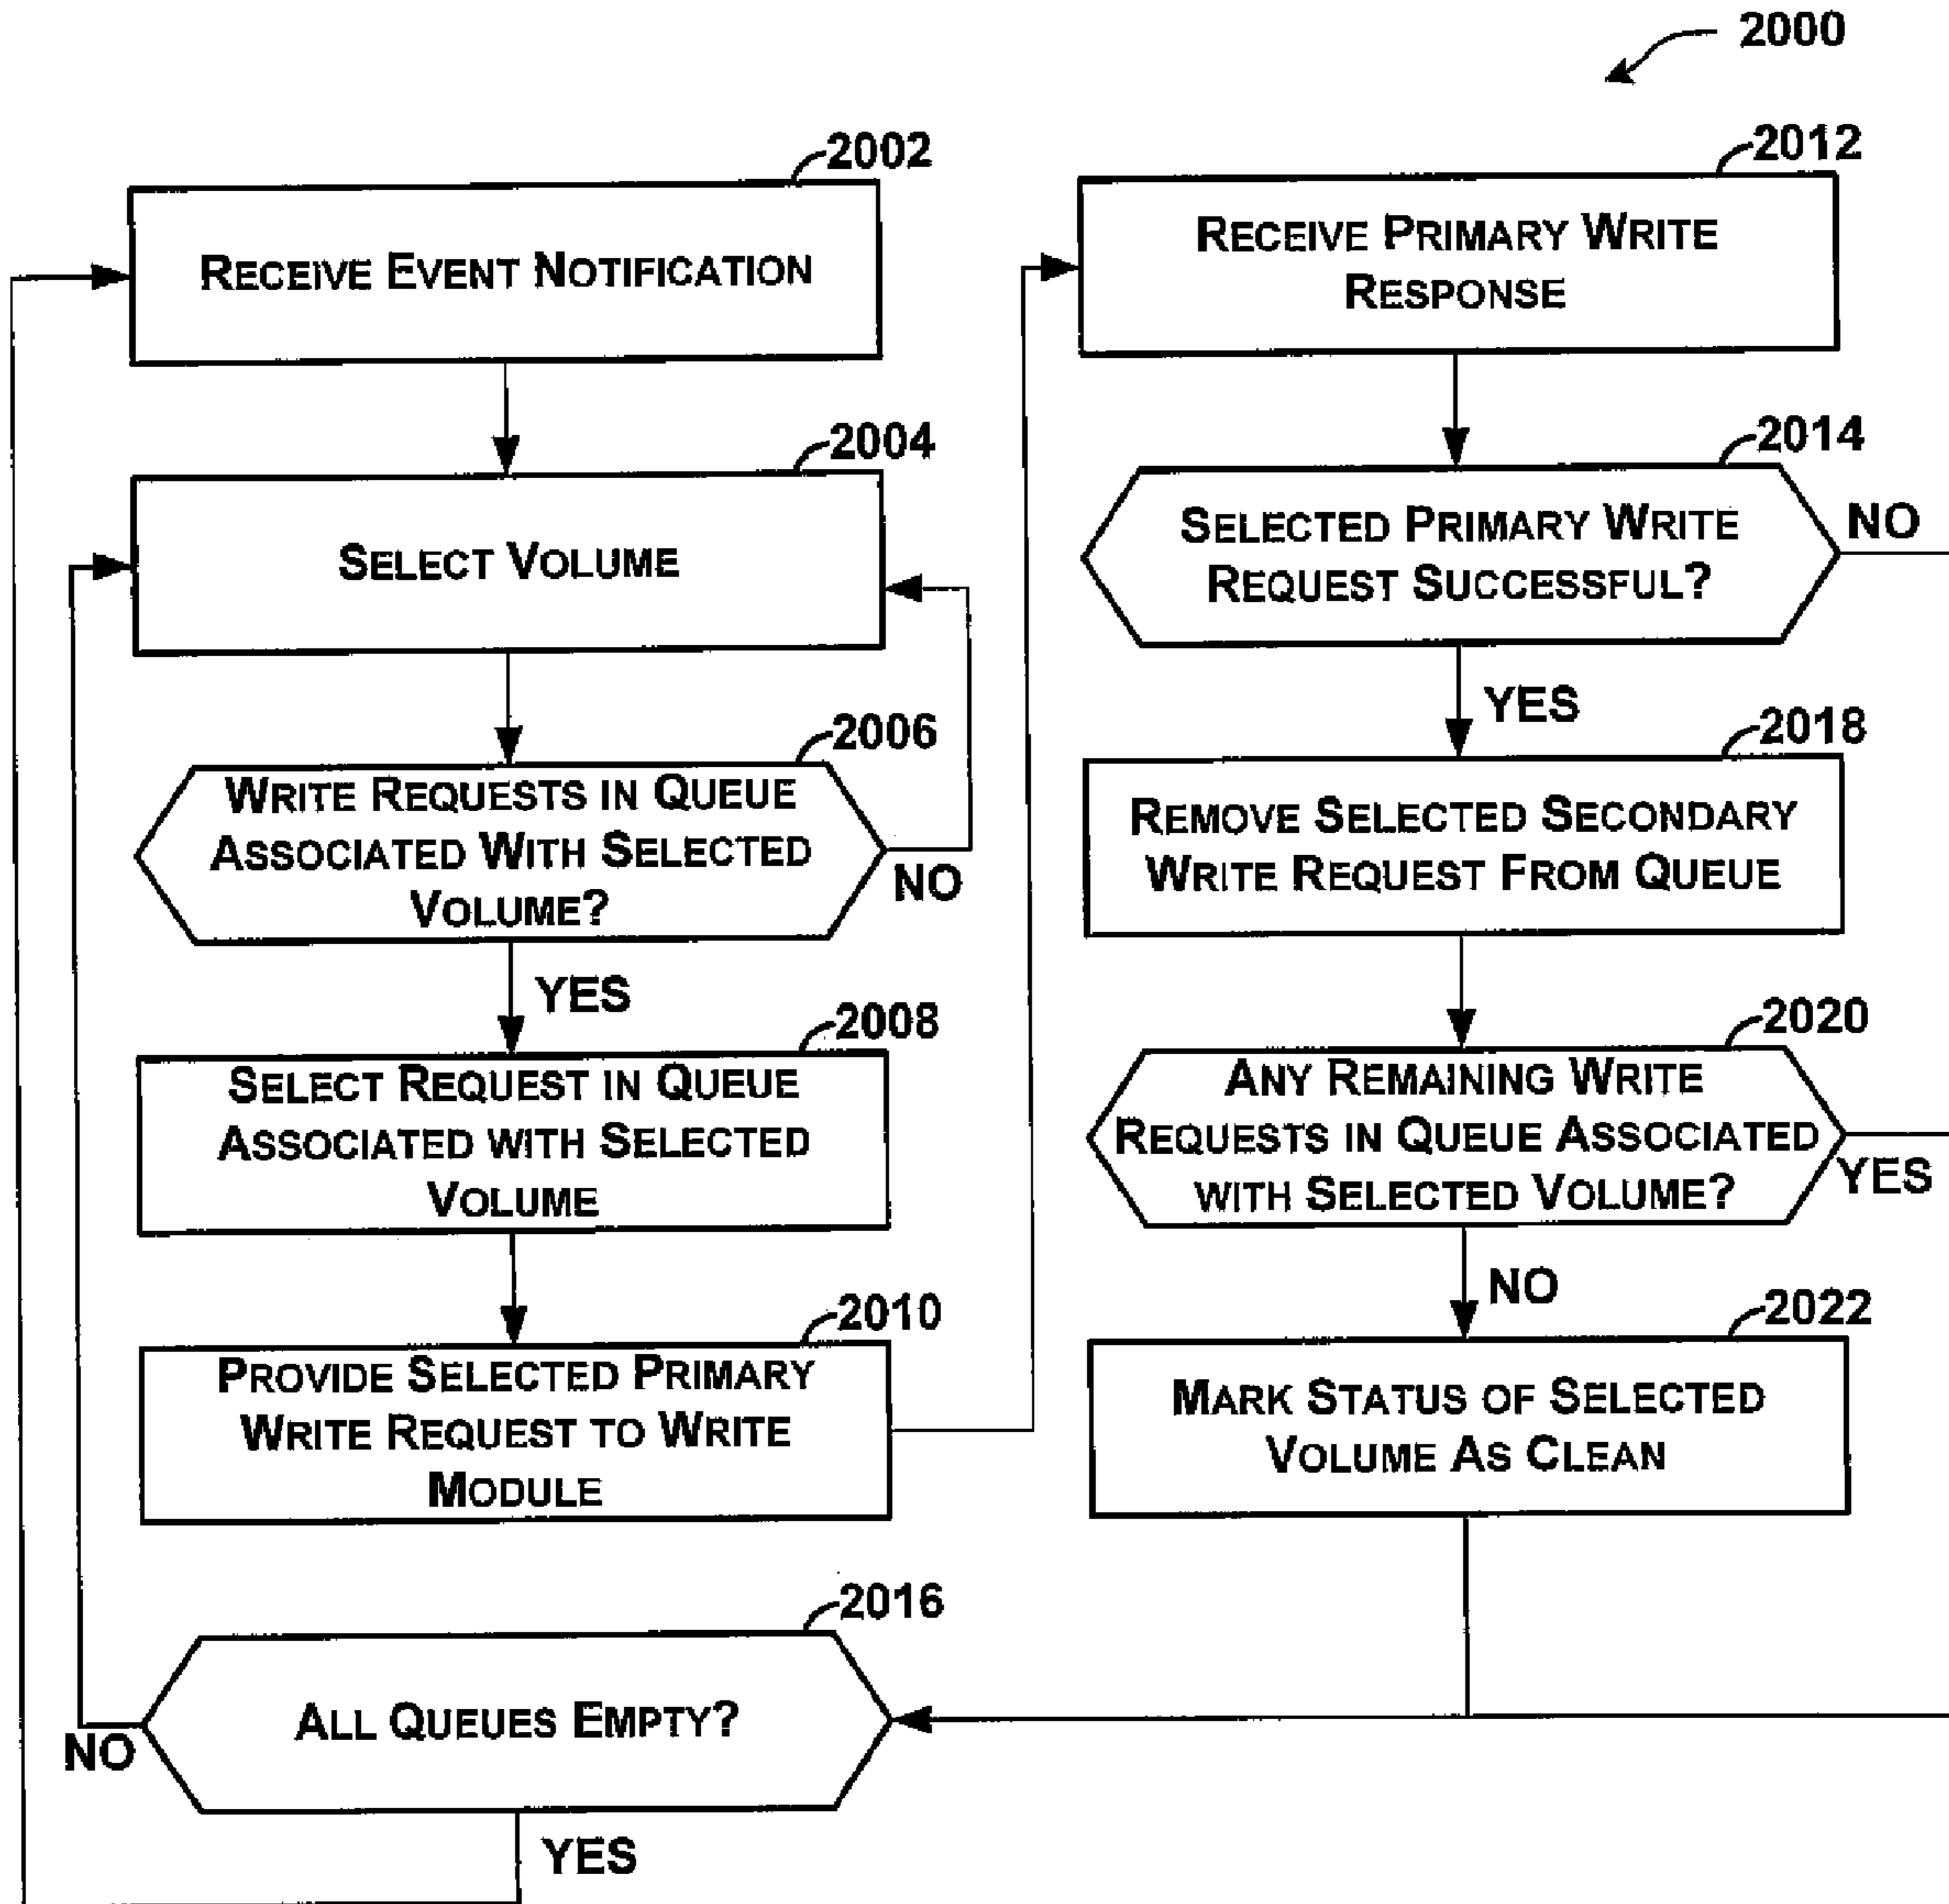 2000
2002
RECEIVE EVENT NOTIFICATION
2004
SELECT VOLUME
2006
WRITE REQUESTS IN QUEUE
ASSOCIATED WITH SELECTED
VOLUME?
NO
YES
2008
SELECT REQUEST IN QUEUE
ASSOCIATED WITH SELECTED
VOLUME
2010
PROVIDE SELECTED PRIMARY
WRITE REQUEST TO WRITE
MODULE
2012
RECEIVE PRIMARY WRITE
RESPONSE
2014
SELECTED PRIMARY WRITE
REQUEST SUCCESSFUL?
NO
YES
2018
REMOVE SELECTED SECONDARY
WRITE REQUEST FROM QUEUE
2020
ANY REMAINING WRITE
REQUESTS IN QUEUE ASSOCIATED
WITH SELECTED VOLUME?
YES
NO
2022
MARK STATUS OF SELECTED
VOLUME AS CLEAN
2016
ALL QUEUES EMPTY?
NO
YES